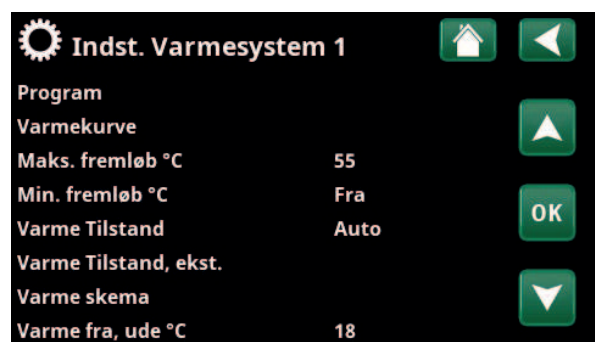 Indst. Varmesystem 1
Program
Varmekurve
Maks. fremløb °C 55
Min. fremløb °C Fra
Varme Tilstand Auto
Varme Tilstand, ekst.
Varme skema
Varme fra, ude °C 18
OK